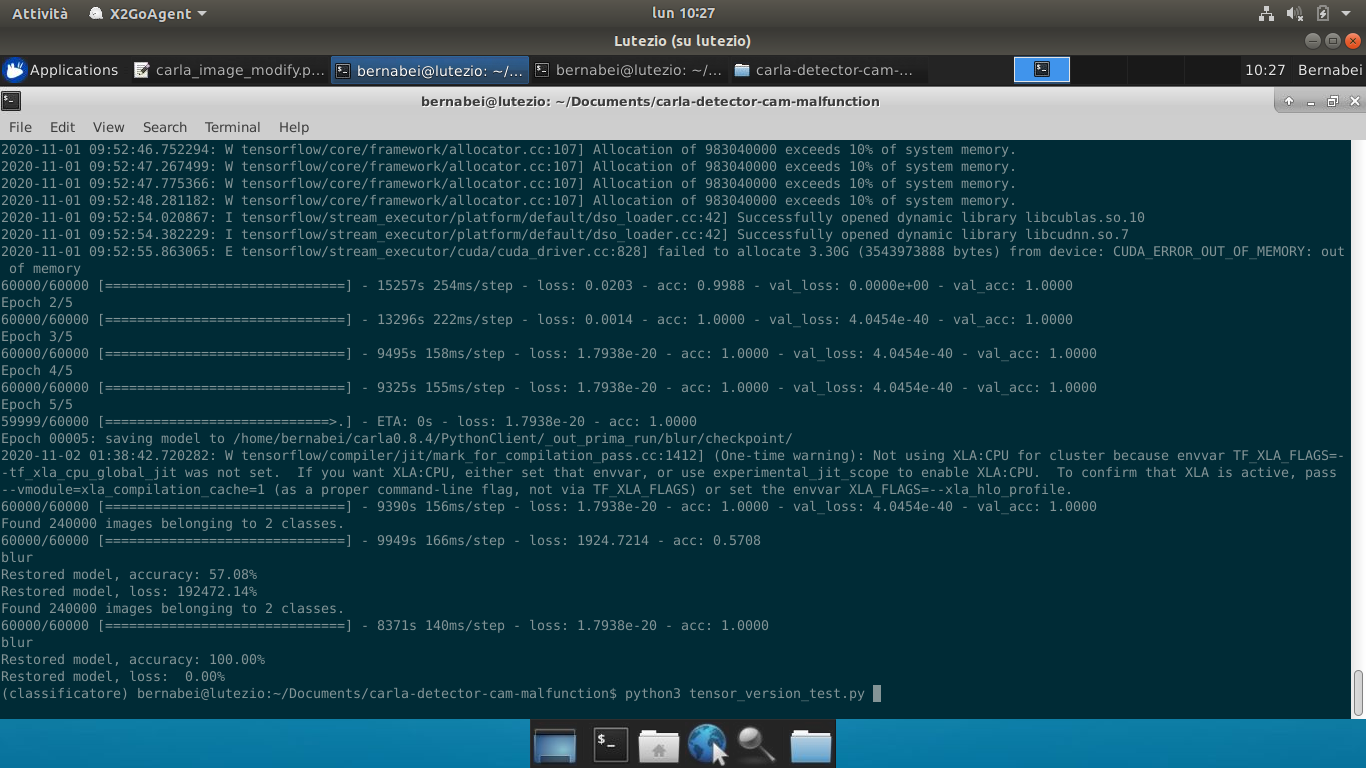 Attività X2GoAgent lun 10:27
Lutezio (su lutezio)
Applications carla_image_modify.p... bernabei@lutezio: ~/... bernabei@lutezio: ~/... carla-detector-cam-... 10:27 Bernabei
bernabei@lutezio: ~/Documents/carla-detector-cam-malfunction
File Edit View Search Terminal Help
2020-11-01 09:52:46.752294: W tensorflow/core/framework/allocator.cc:107] Allocation of 983040000 exceeds 10% of system memory.
2020-11-01 09:52:47.267499: W tensorflow/core/framework/allocator.cc:107] Allocation of 983040000 exceeds 10% of system memory.
2020-11-01 09:52:47.775366: W tensorflow/core/framework/allocator.cc:107] Allocation of 983040000 exceeds 10% of system memory.
2020-11-01 09:52:48.281182: W tensorflow/core/framework/allocator.cc:107] Allocation of 983040000 exceeds 10% of system memory.
2020-11-01 09:52:54.020867: I tensorflow/stream_executor/platform/default/dso_loader.cc:42] Successfully opened dynamic library libcublas.so.10
2020-11-01 09:52:54.382229: I tensorflow/stream_executor/platform/default/dso_loader.cc:42] Successfully opened dynamic library libcudnn.so.7
2020-11-01 09:52:55.863065: E tensorflow/stream_executor/cuda/cuda_driver.cc:828] failed to allocate 3.30G (3543973888 bytes) from device: CUDA_ERROR_OUT_OF_MEMORY: out
of memory
60000/60000 [==============================] - 15257s 254ms/step - loss: 0.0203 - acc: 0.9988 - val_loss: 0.0000e+00 - val_acc: 1.0000
Epoch 2/5
60000/60000 [==============================] - 13296s 222ms/step - loss: 0.0014 - acc: 1.0000 - val_loss: 4.0454e-40 - val_acc: 1.0000
Epoch 3/5
60000/60000 [==============================] - 9495s 158ms/step - loss: 1.7938e-20 - acc: 1.0000 - val_loss: 4.0454e-40 - val_acc: 1.0000
Epoch 4/5
60000/60000 [==============================] - 9325s 155ms/step - loss: 1.7938e-20 - acc: 1.0000 - val_loss: 4.0454e-40 - val_acc: 1.0000
Epoch 5/5
59999/60000 [============================>.] - ETA: 0s - loss: 1.7938e-20 - acc: 1.0000
Epoch 00005: saving model to /home/bernabei/carla0.8.4/PythonClient/_out_prima_run/blur/checkpoint/
2020-11-02 01:38:42.720282: W tensorflow/compiler/jit/mark_for_compilation_pass.cc:1412] (One-time warning): Not using XLA:CPU for cluster because envvar TF_XLA_FLAGS=-
-tf_xla_cpu_global_jit was not set.  If you want XLA:CPU, either set that envvar, or use experimental_jit_scope to enable XLA:CPU.  To confirm that XLA is active, pass
--vmodule=xla_compilation_cache=1 (as a proper command-line flag, not via TF_XLA_FLAGS) or set the envvar XLA_FLAGS=--xla_hlo_profile.
60000/60000 [==============================] - 9390s 156ms/step - loss: 1.7938e-20 - acc: 1.0000 - val_loss: 4.0454e-40 - val_acc: 1.0000
Found 240000 images belonging to 2 classes.
60000/60000 [==============================] - 9949s 166ms/step - loss: 1924.7214 - acc: 0.5708
blur
Restored model, accuracy: 57.08%
Restored model, loss: 192472.14%
Found 240000 images belonging to 2 classes.
60000/60000 [==============================] - 8371s 140ms/step - loss: 1.7938e-20 - acc: 1.0000
blur
Restored model, accuracy: 100.00%
Restored model, loss:  0.00%
(classificatore) bernabei@lutezio:~/Documents/carla-detector-cam-malfunction$ python3 tensor_version_test.py
$_